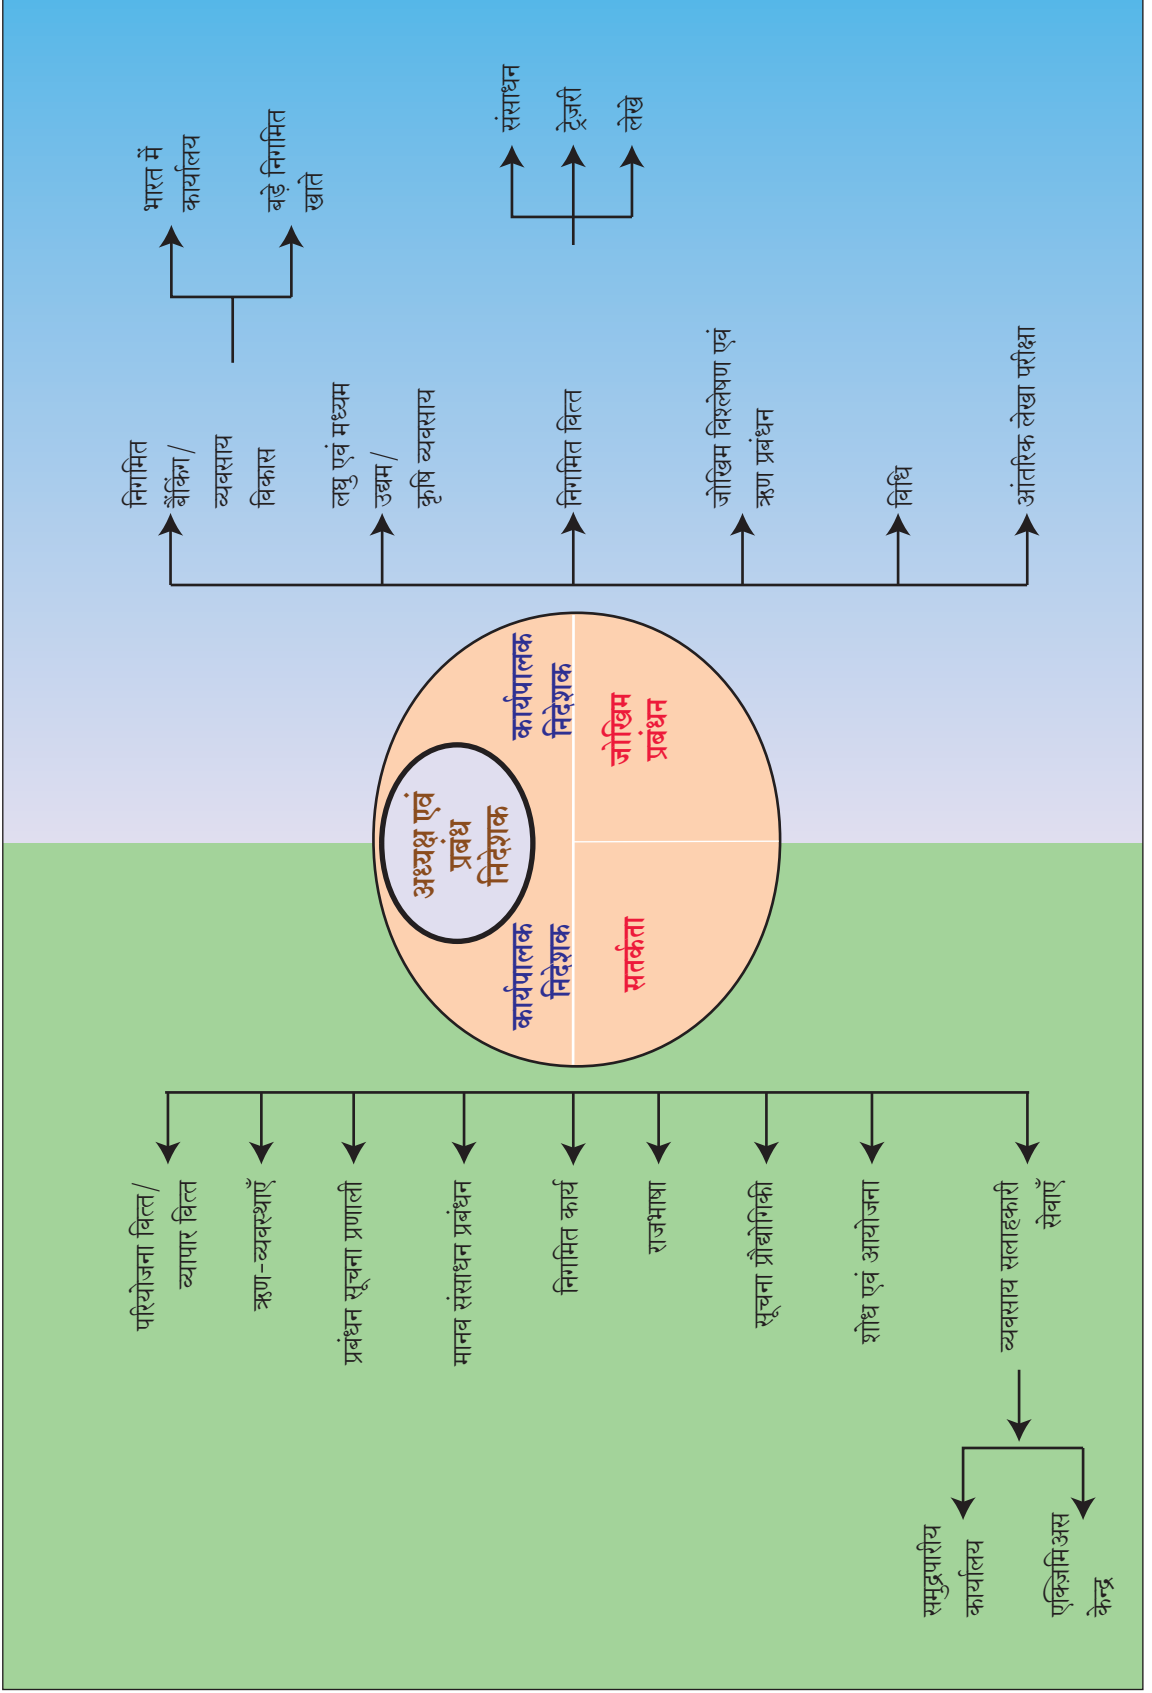 परियोजना वित्त/
व्यापार वित्त
ऋण-व्यवस्थाएँ
प्रबंधन सूचना प्रणाली
मानव संसाधन प्रबंधन
निगमित कार्य
राजभाषा
सूचना प्रौद्योगिकी
शोध एवं आयोजना
व्यवसाय सलाहकारी
सेवाएँ
समुद्रपारीय
कार्यालय
एक्ज़िमिअस
केन्द्र
अध्यक्ष एवं
प्रबंध
निदेशक
कार्यपालक
निदेशक
कार्यपालक
निदेशक
सतर्कता
जोखिम
प्रबंधन
निगमित
बैंकिंग/
व्यवसाय
विकास
लघु एवं मध्यम
उद्यम/
कृषि व्यवसाय
निगमित वित्त
जोखिम विश्लेषण एवं
ऋण प्रबंधन
विधि
आंतरिक लेखा परीक्षा
भारत में
कार्यालय
बड़े निगमित
खाते
संसाधन
ट्रेज़री
लेखे